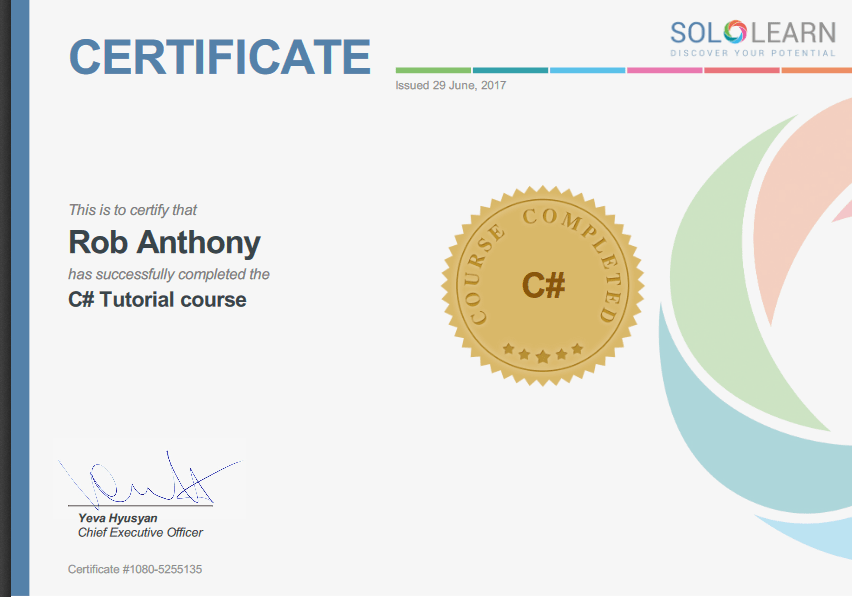 CERTIFICATE
SOLOLEARN
DISCOVER YOUR POTENTIAL
Issued 29 June, 2017
This is to certify that
Rob Anthony
has successfully completed the
C# Tutorial course
COURSE COMPLETED
C#
Yeva Hyusyan
Chief Executive Officer
Certificate #1080-5255135